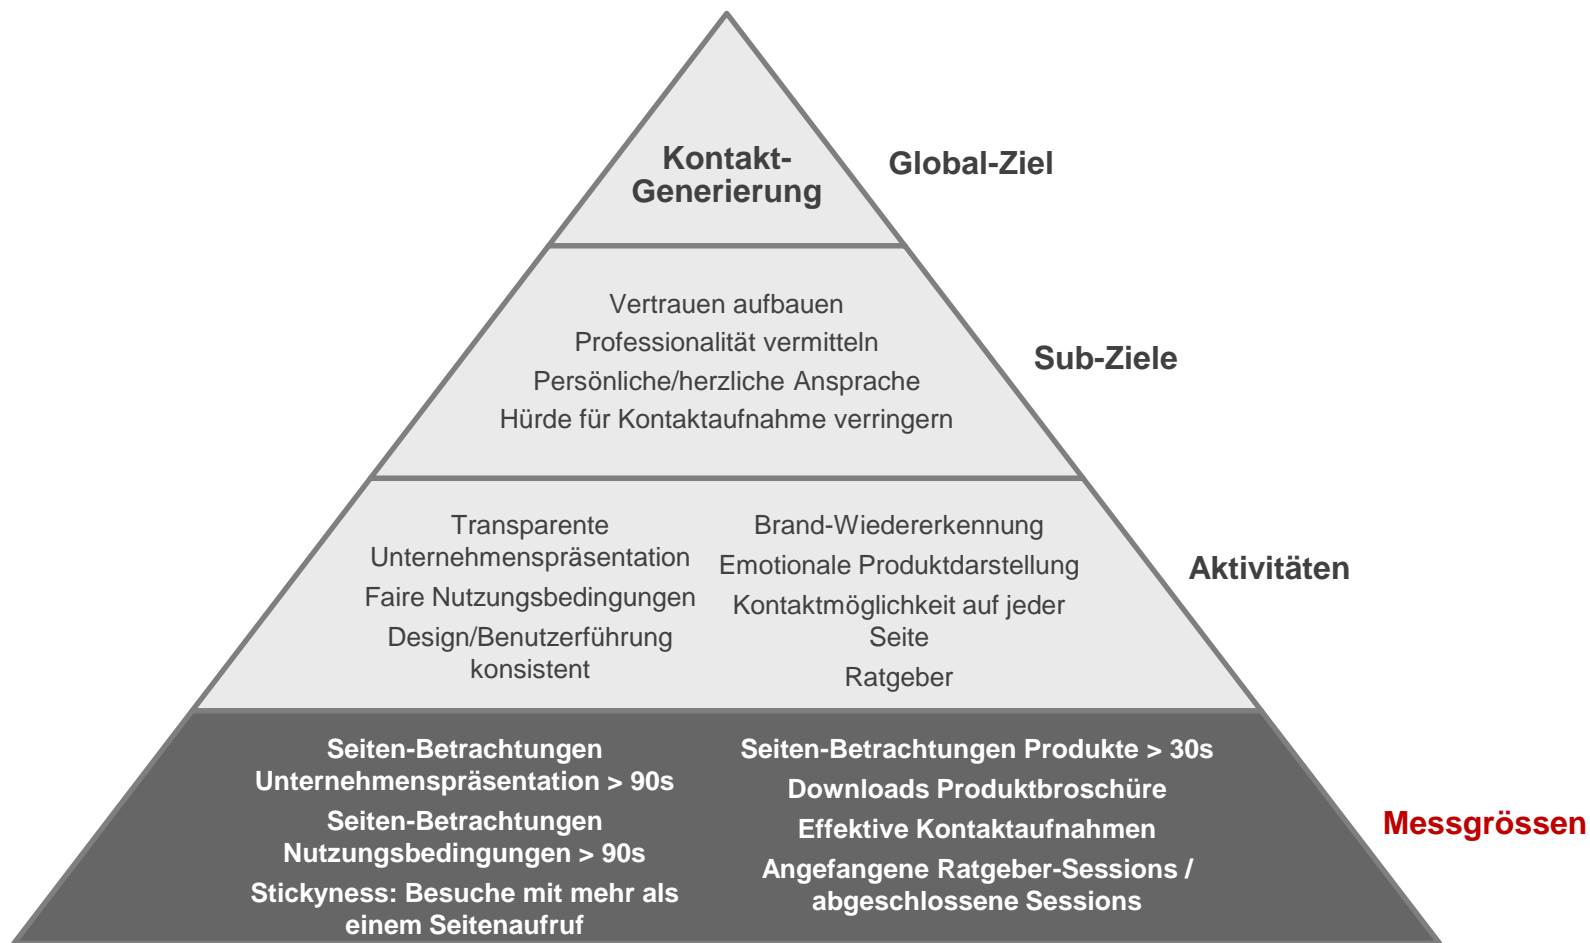 Kontakt-
Generierung
Global-Ziel
Vertrauen aufbauen
Professionalität vermitteln
Persönliche/herzliche Ansprache
Hürde für Kontaktaufnahme verringern
Sub-Ziele
Transparente
Unternehmenspräsentation
Faire Nutzungsbedingungen
Design/Benutzerführung
konsistent
Brand-Wiedererkennung
Emotionale Produktdarstellung
Kontaktmöglichkeit auf jeder
Seite
Ratgeber
Aktivitäten
Seiten-Betrachtungen
Unternehmenspräsentation > 90s
Seiten-Betrachtungen
Nutzungsbedingungen > 90s
Stickyness: Besuche mit mehr als
einem Seitenaufruf
Seiten-Betrachtungen Produkte > 30s
Downloads Produktbroschüre
Effektive Kontaktaufnahmen
Angefangene Ratgeber-Sessions /
abgeschlossene Sessions
Messgrössen